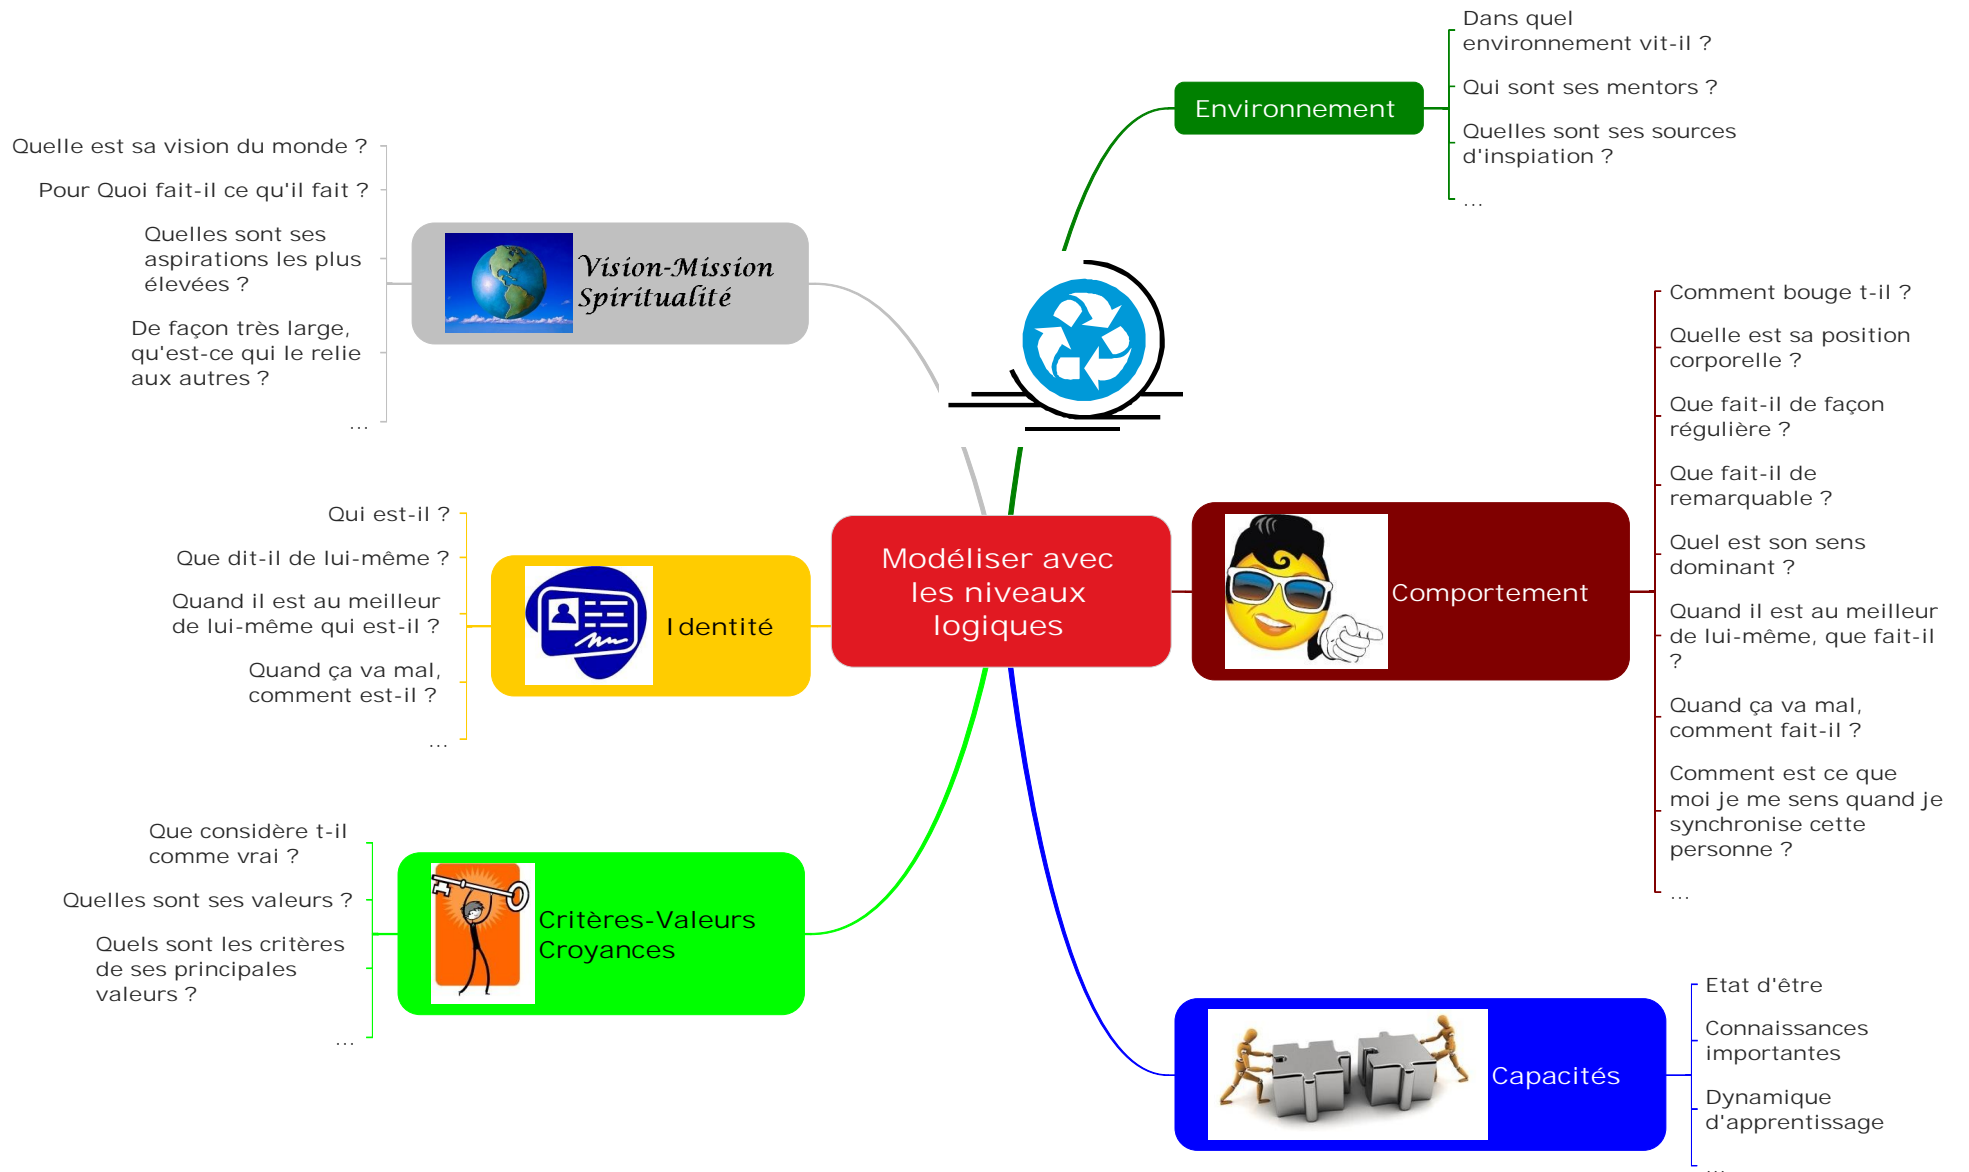 Modéliser avec
les niveaux
logiques
Environnement
Dans quel
environnement vit-il ?
Qui sont ses mentors ?
Quelles sont ses sources
d'inspiation ?
...
Comportement
Comment bouge t-il ?
Quelle est sa position
corporelle ?
Que fait-il de façon
régulière ?
Que fait-il de
remarquable ?
Quel est son sens
dominant ?
Quand il est au meilleur
de lui-même, que fait-il
?
Quand ça va mal,
comment fait-il ?
Comment est ce que
moi je me sens quand je
synchronise cette
personne ?
...
Capacités
Etat d'être
Connaissances
importantes
Dynamique
d'apprentissage
...
Critères-Valeurs
Croyances
Que considère t-il
comme vrai ?
Quelles sont ses valeurs ?
Quels sont les critères
de ses principales
valeurs ?
...
Identité
Qui est-il ?
Que dit-il de lui-même ?
Quand il est au meilleur
de lui-même qui est-il ?
Quand ça va mal,
comment est-il ?
...
Vision-Mission
Spiritualité
Quelle est sa vision du monde ?
Pour Quoi fait-il ce qu'il fait ?
Quelles sont ses
aspirations les plus
élevées ?
De façon très large,
qu'est-ce qui le relie
aux autres ?
...